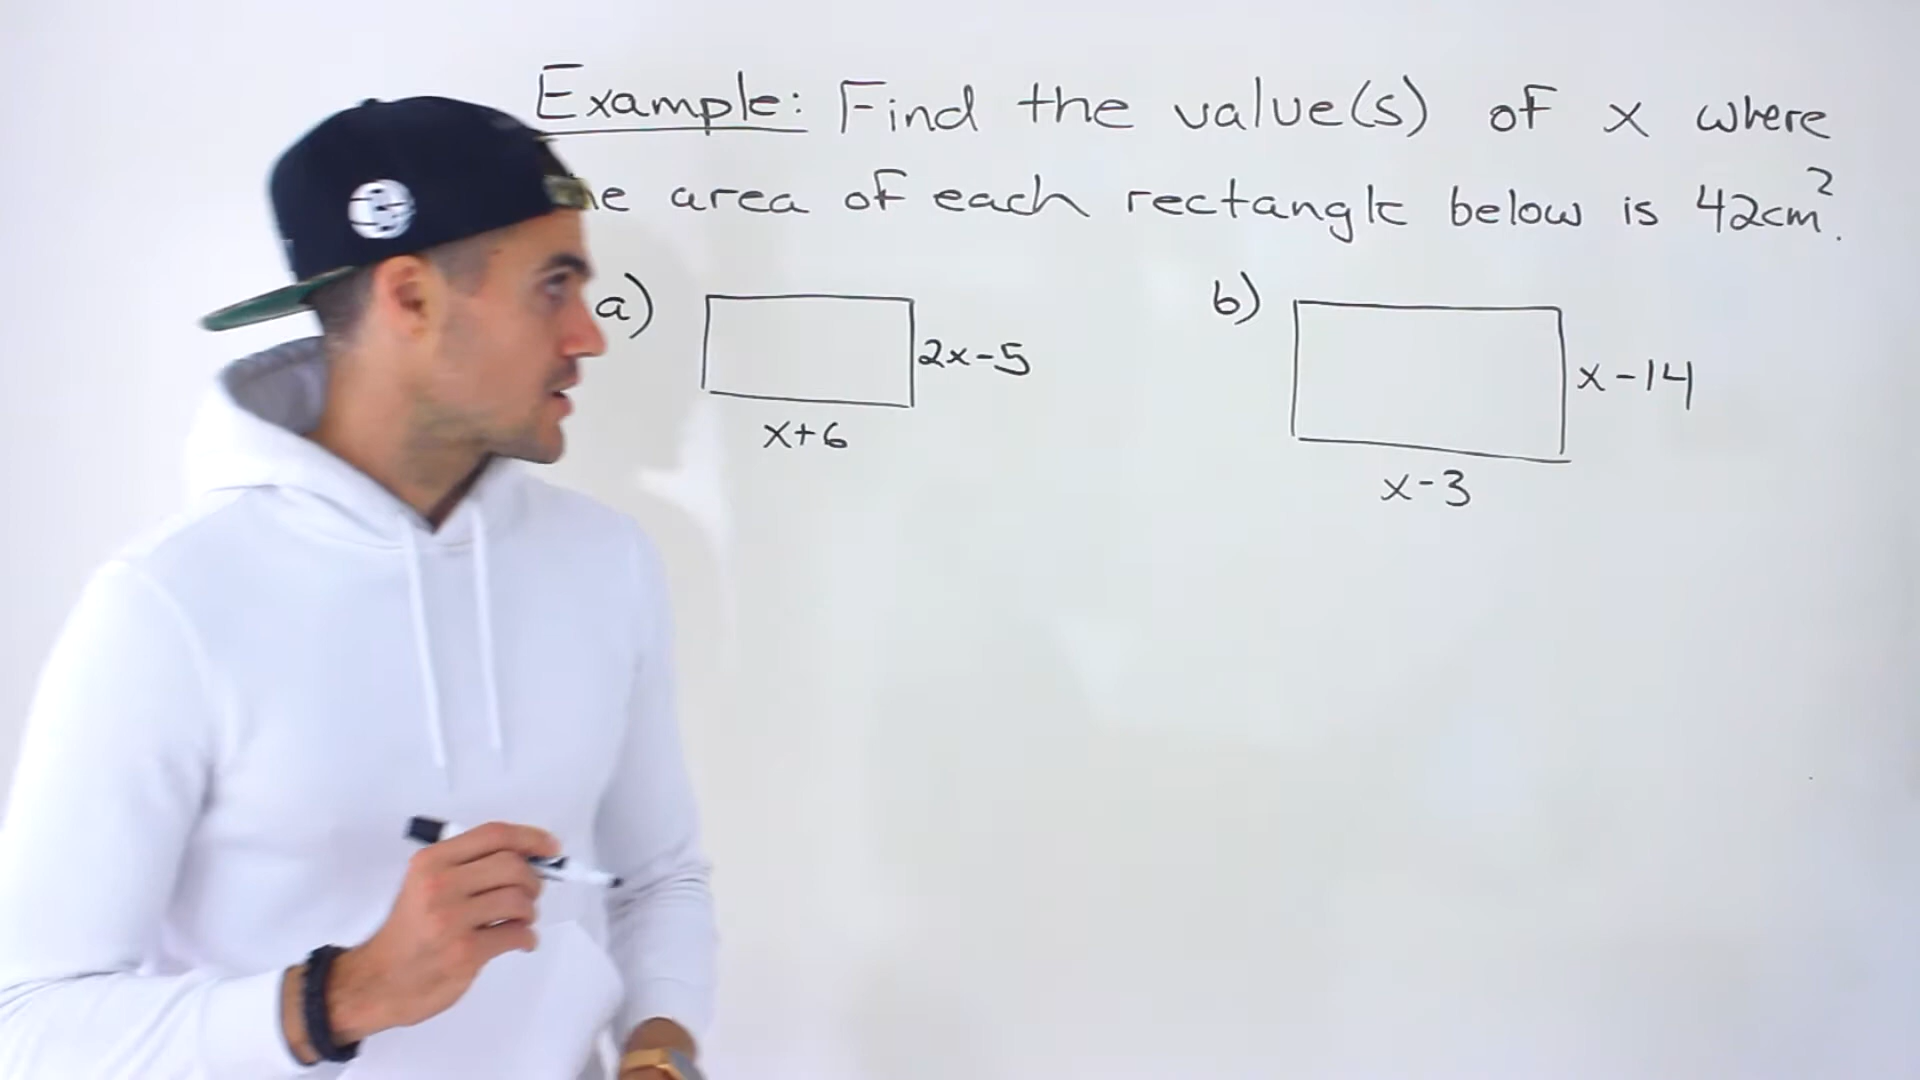 Example: Find the value(s) of x where
area of each rectangle below is 42cm².
a)
2x-5
x+6
b)
x-14
x-3